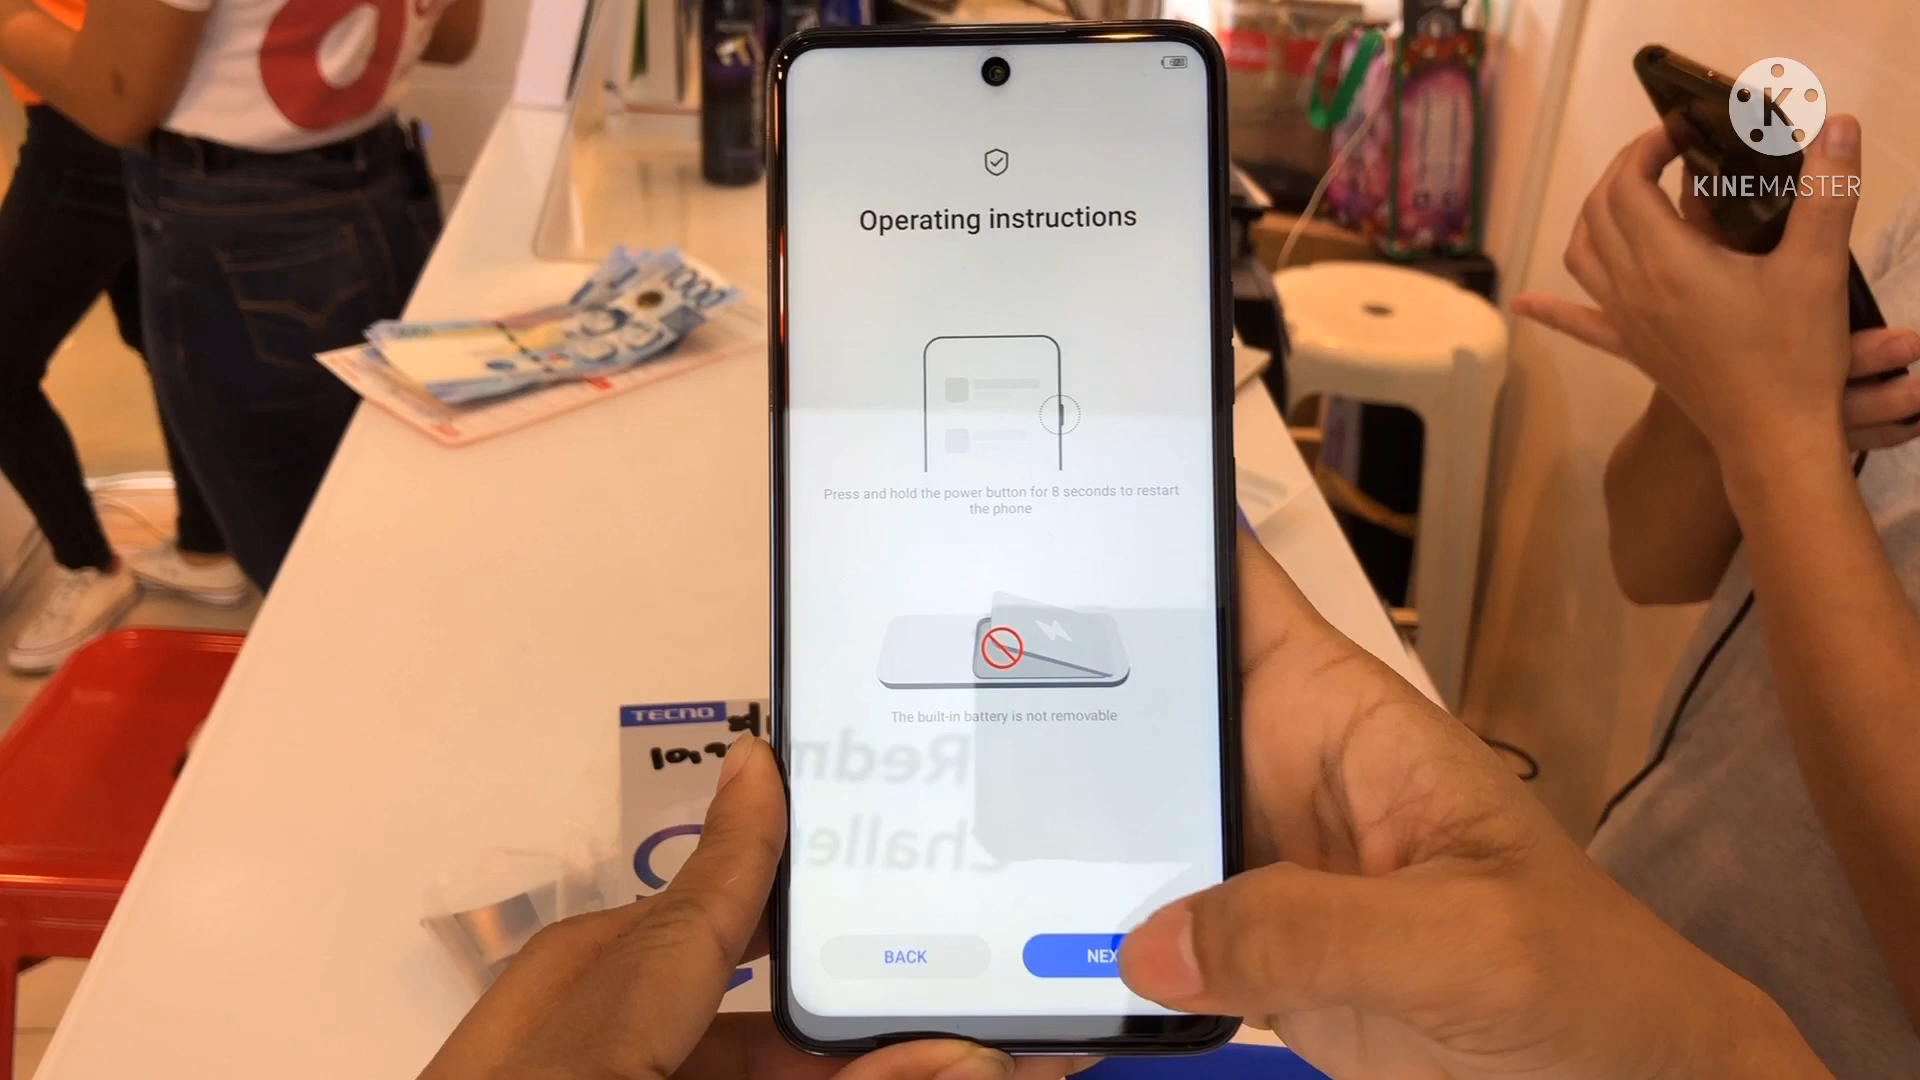 Operating instructions
Press and hold the power button for 8 seconds to restart
the phone
The built-in battery is not removable
BACK
NEX
TECNO
1000
K
KINEMASTER